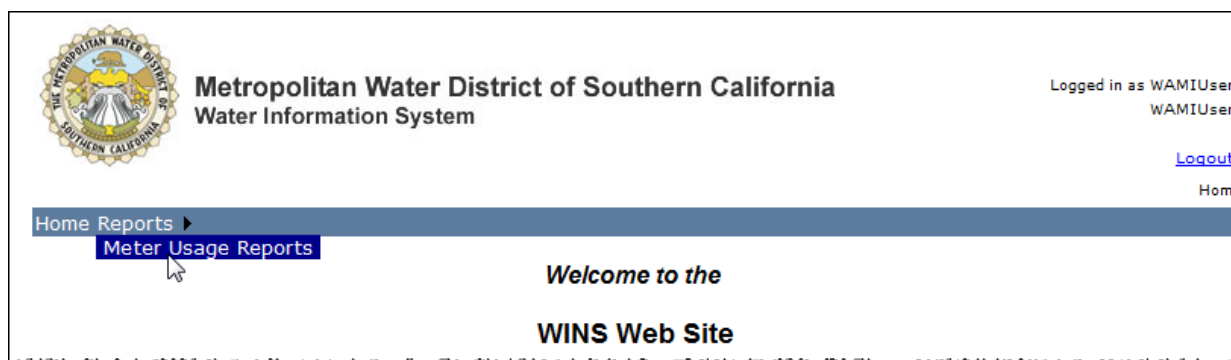 THE METROPOLITAN WATER DISTRICT OF
SOUTHERN CALIFORNIA
Metropolitan Water District of Southern California
Water Information System
Logged in as WAMIUser
WAMIUser
Logout
Hom
Home Reports
Meter Usage Reports
Welcome to the
WINS Web Site